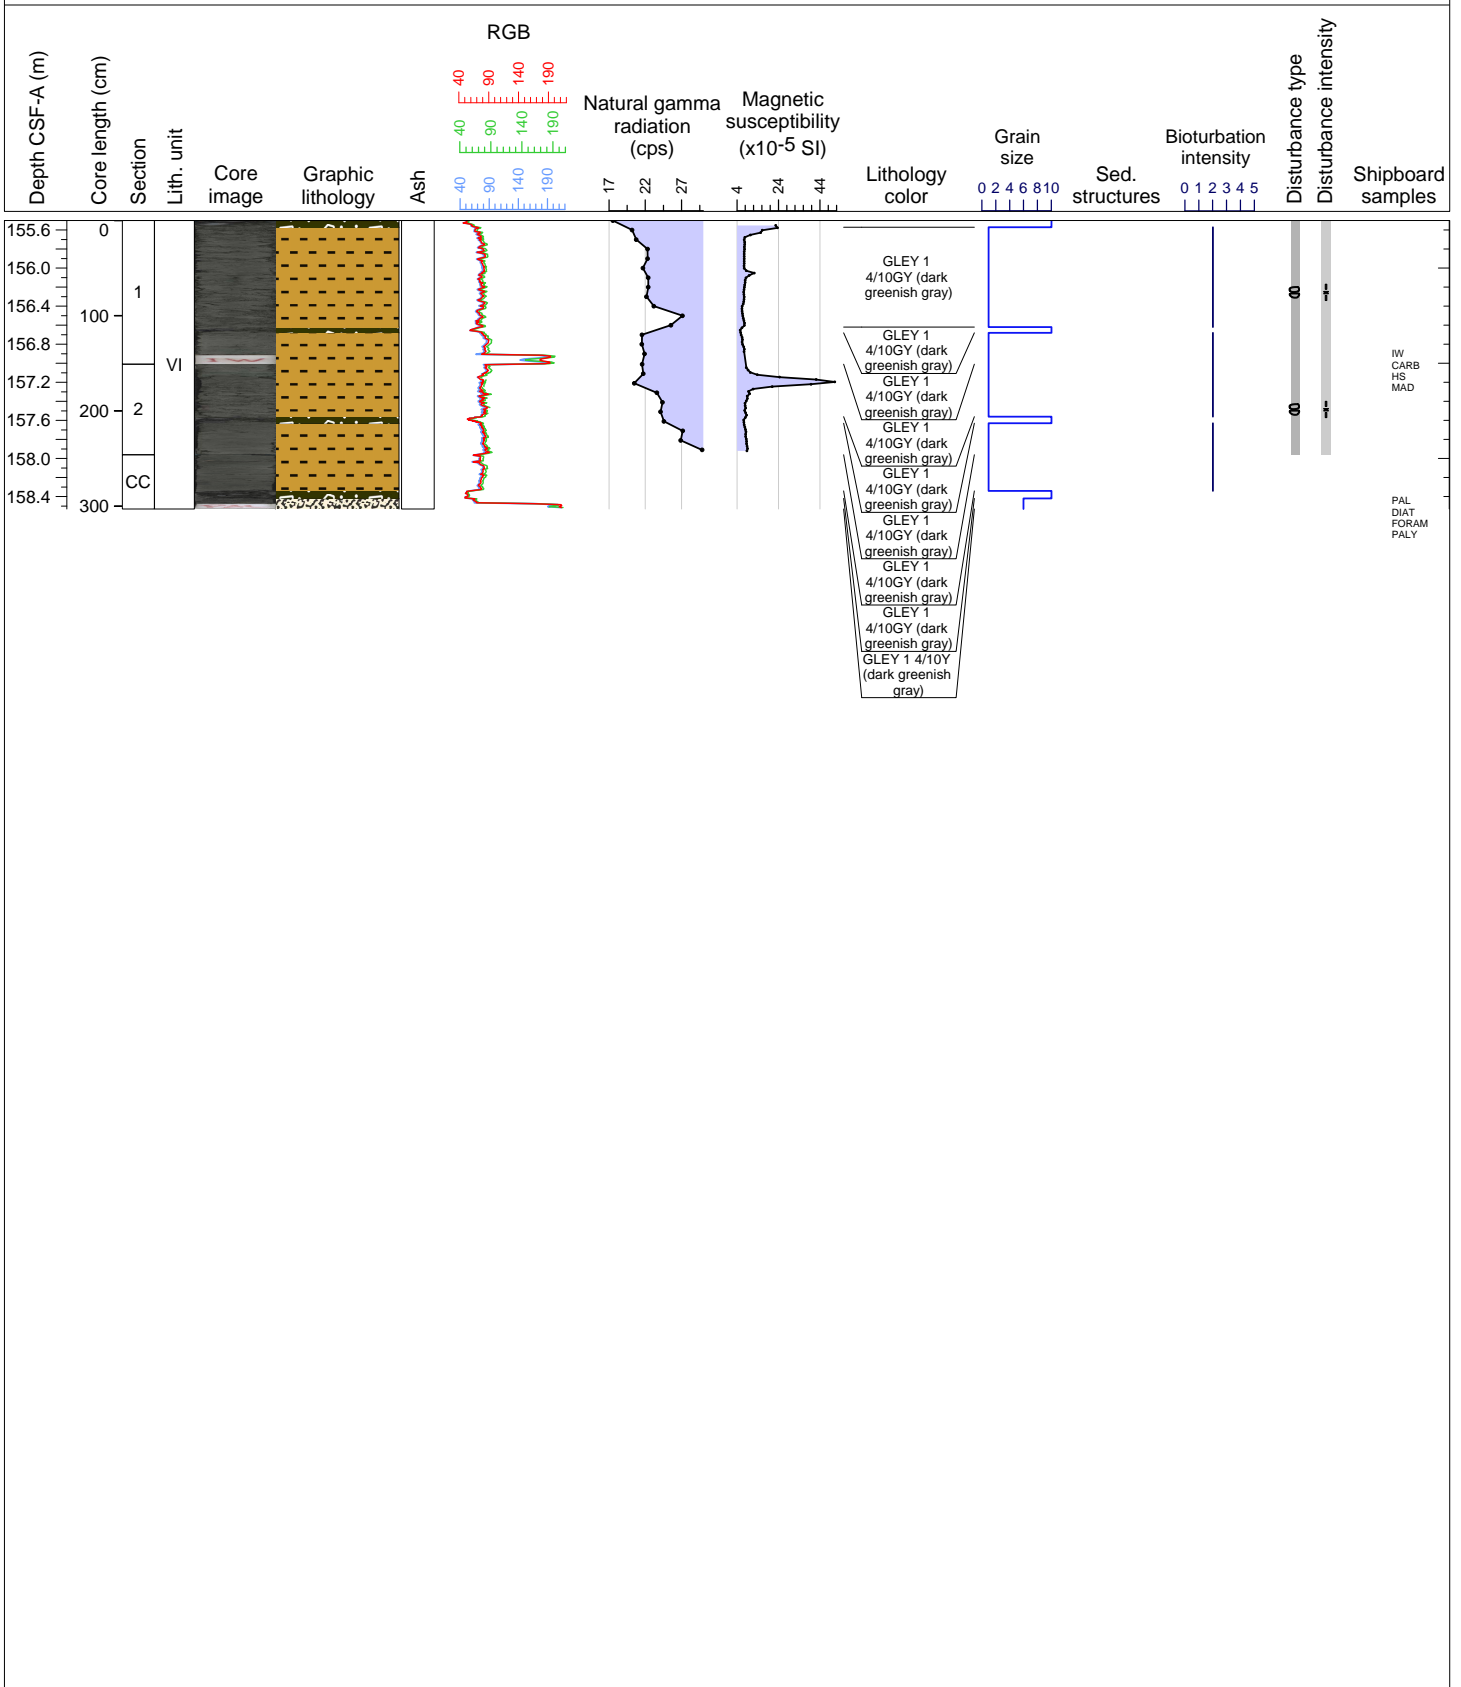 Depth CSF-A (m)
Core length (cm)
Section
Lith. unit
Core
image
Graphic
lithology
Ash
RGB
40 90 140 190
40 90 140 190
40 90 140 190
Natural gamma
radiation
(cps)
17 22 27
Magnetic
susceptibility
(x10-5 SI)
4 24 44
Lithology
color
Grain
size
0 2 4 6 8 10
Sed.
structures
Bioturbation
intensity
0 1 2 3 4 5
Disturbance type
Disturbance intensity
Shipboard
samples
155.6
156.0
156.4
156.8
157.2
157.6
158.0
158.4
0
100
200
300
1
2
CC
VI
GLEY 1
4/10GY (dark
greenish gray)
GLEY 1
4/10GY (dark
greenish gray)
GLEY 1
4/10GY (dark
greenish gray)
GLEY 1
4/10GY (dark
greenish gray)
GLEY 1
4/10GY (dark
greenish gray)
GLEY 1
4/10GY (dark
greenish gray)
GLEY 1
4/10GY (dark
greenish gray)
GLEY 1
4/10GY (dark
greenish gray)
GLEY 1 4/10Y
(dark greenish
gray)
IW
CARB
HS
MAD
PAL
DIAT
FORAM
PALY